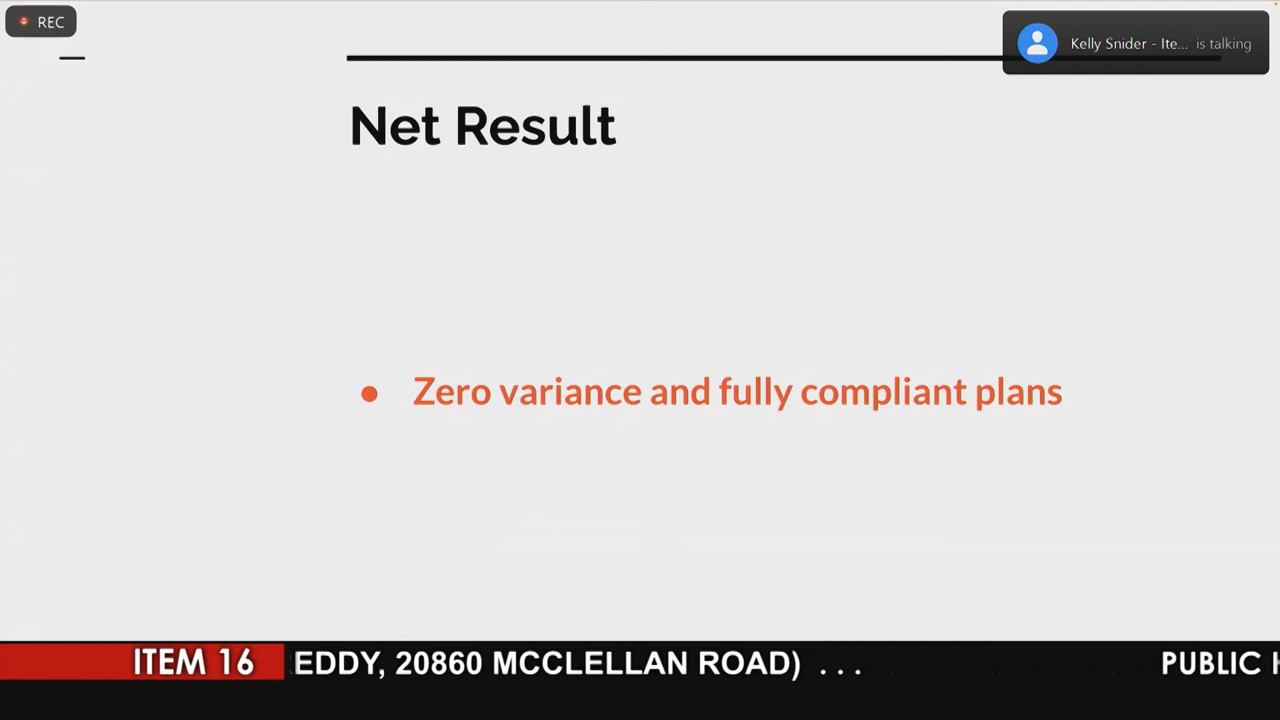 REC
Kelly Snider - Ite... is talking
Net Result
● Zero variance and fully compliant plans
ITEM 16 EDDY, 20860 MCCLELLAN ROAD) . . . PUBLIC H